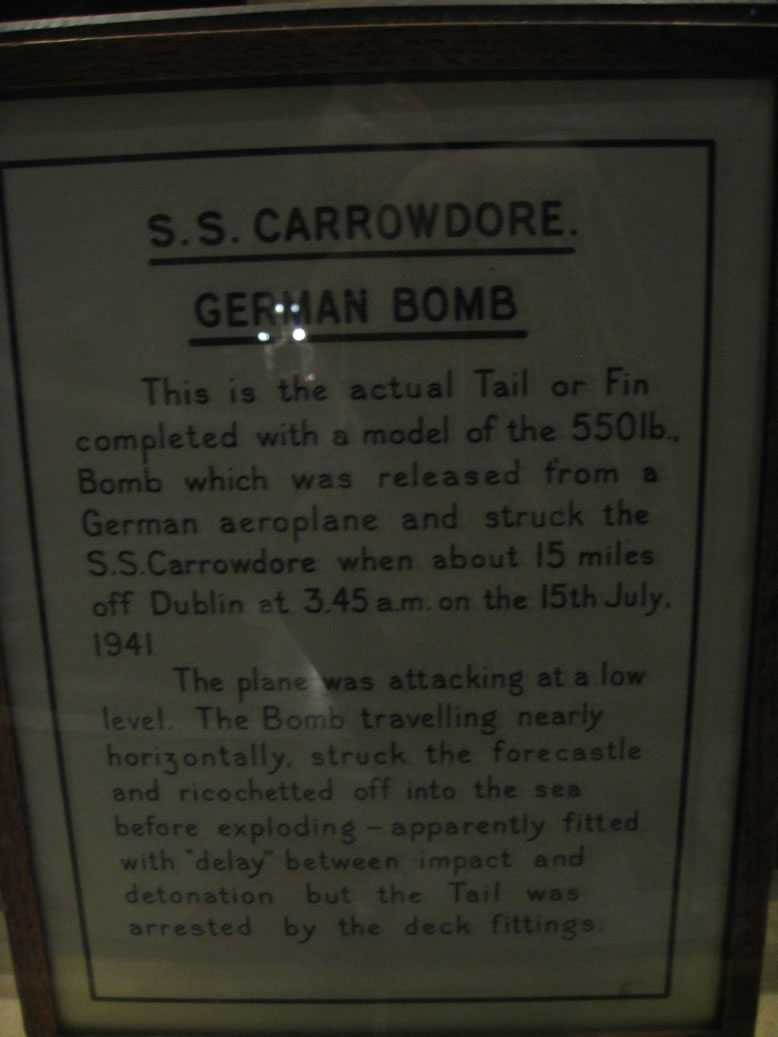 S.S. CARROWDORE.
GERMAN BOMB
This is the actual Tail or Fin
completed with a model of the 550lb.,
Bomb which was released from a
German aeroplane and struck the
S.S.Carrowdore when about 15 miles
off Dublin at 3.45 a.m. on the 15th July,
1941
The plane was attacking at a low
level. The Bomb travelling nearly
horizontally, struck the forecastle
and ricochetted off into the sea
before exploding – apparently fitted
with "delay" between impact and
detonation but the Tail was
arrested by the deck fittings.